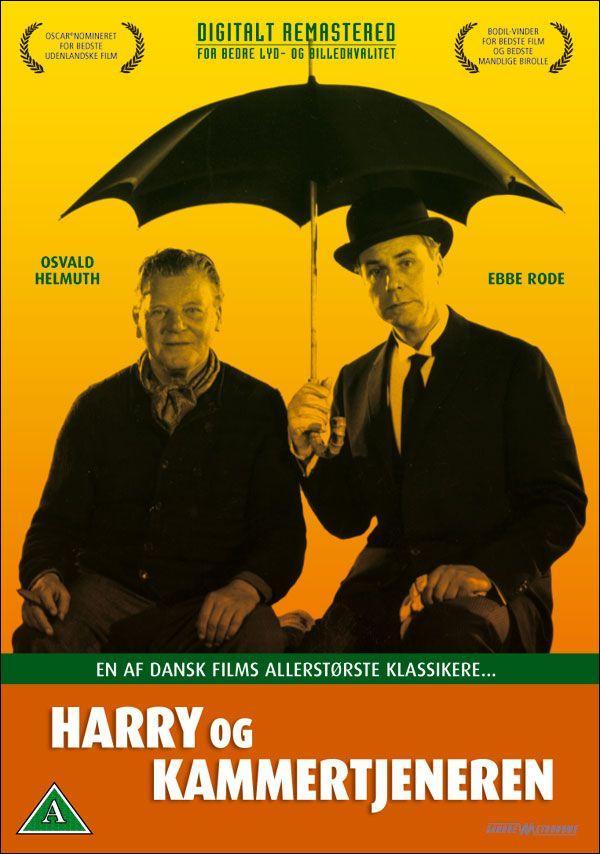 OSCAR®NOMINERET
FOR BEDSTE
UDENLANDSKE FILM
DIGITALT REMASTERED
FOR BEDRE LYD- OG BILLEDKVALITET
BODIL-VINDER
FOR BEDSTE FILM
OG BEDSTE
MANDLIGE BIROLLE
OSVALD
HELMUTH
EBBE RODE
EN AF DANSK FILMS ALLERSTØRSTE KLASSIKERE...
HARRY OG
KAMMERTJENEREN
A